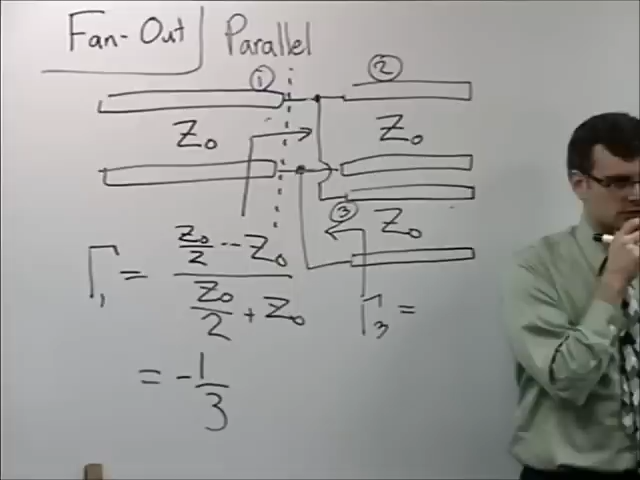 Fan-Out Parallel
① ②
Z₀ Z₀
③
Z₀
Γ₁ = (Z₀/2 - Z₀) / (Z₀/2 + Z₀)
Γ₃ =
= -1/3